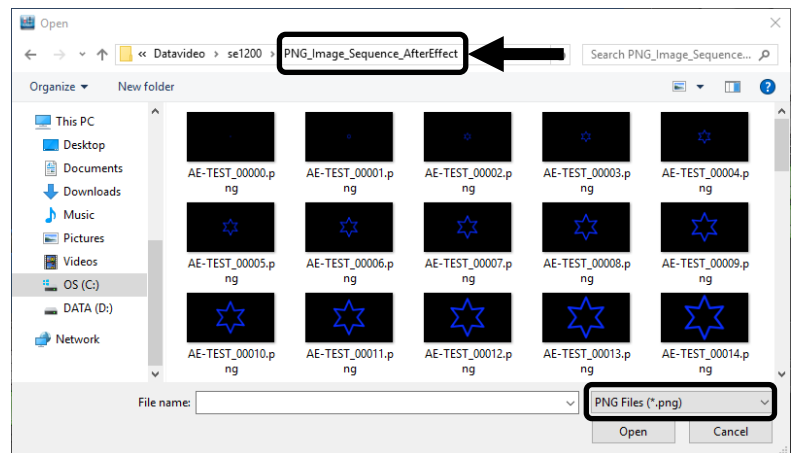 Open
« Datavideo › se1200 › PNG_Image_Sequence_AfterEffect
Search PNG_Image_Sequence...
Organize
New folder
This PC
Desktop
Documents
Downloads
Music
Pictures
Videos
OS (C:)
DATA (D:)
Network
AE-TEST_00000.p
ng
AE-TEST_00001.p
ng
AE-TEST_00002.p
ng
AE-TEST_00003.p
ng
AE-TEST_00004.p
ng
AE-TEST_00005.p
ng
AE-TEST_00006.p
ng
AE-TEST_00007.p
ng
AE-TEST_00008.p
ng
AE-TEST_00009.p
ng
AE-TEST_00010.p
ng
AE-TEST_00011.p
ng
AE-TEST_00012.p
ng
AE-TEST_00013.p
ng
AE-TEST_00014.p
ng
File name:
PNG Files (*.png)
Open
Cancel